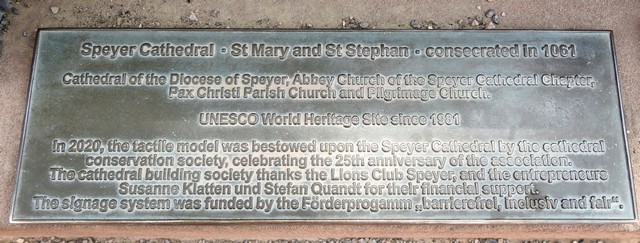 Speyer Cathedral - St Mary and St Stephan - consecrated in 1061
Cathedral of the Diocese of Speyer, Abbey Church of the Speyer Cathedral Chapter,
Pax Christi Parish Church and Pilgrimage Church.
UNESCO World Heritage Site since 1981
In 2020, the tactile model was bestowed upon the Speyer Cathedral by the cathedral
conservation society, celebrating the 25th anniversary of the association.
The cathedral building society thanks the Lions Club Speyer, and the entrepreneurs
Susanne Klatten und Stefan Quandt for their financial support.
The signage system was funded by the Förderprogamm „barrierefrei, inclusiv and fair“.